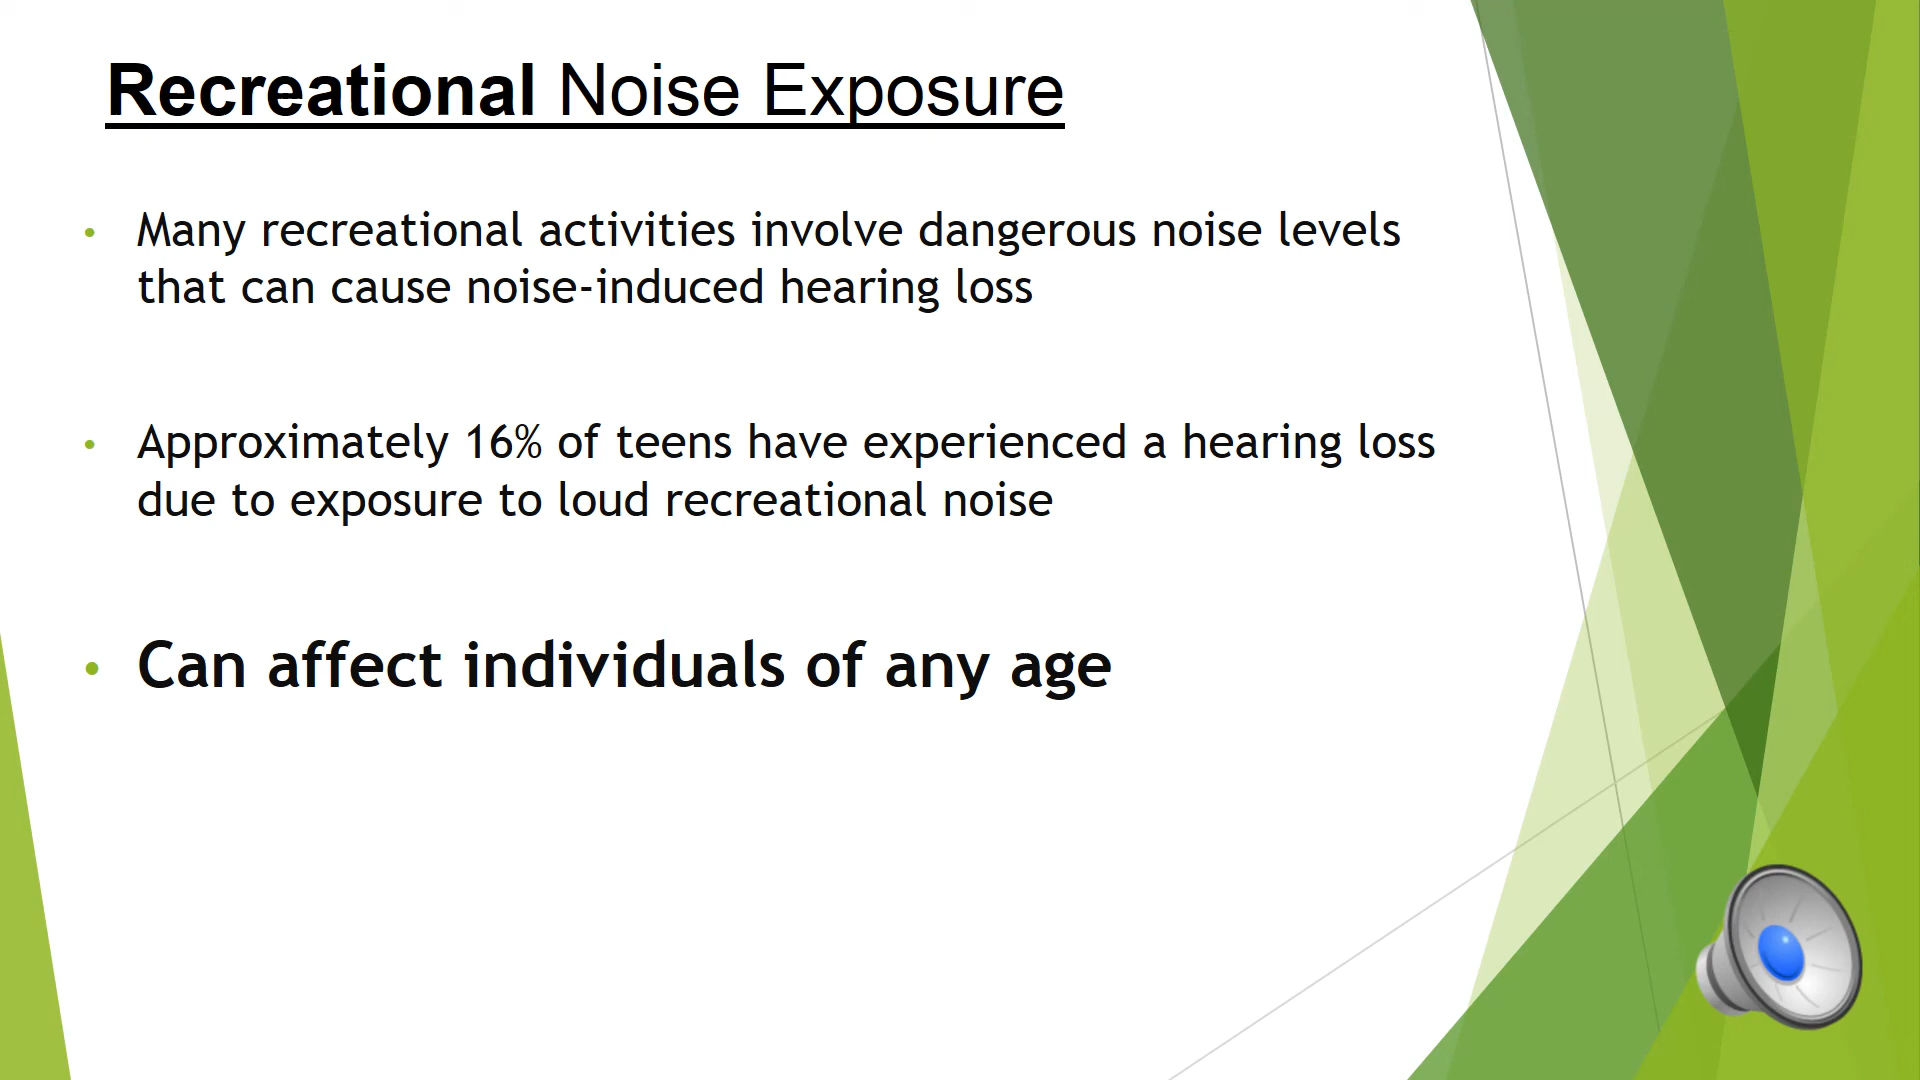 Recreational Noise Exposure
• Many recreational activities involve dangerous noise levels
that can cause noise-induced hearing loss
• Approximately 16% of teens have experienced a hearing loss
due to exposure to loud recreational noise
• Can affect individuals of any age